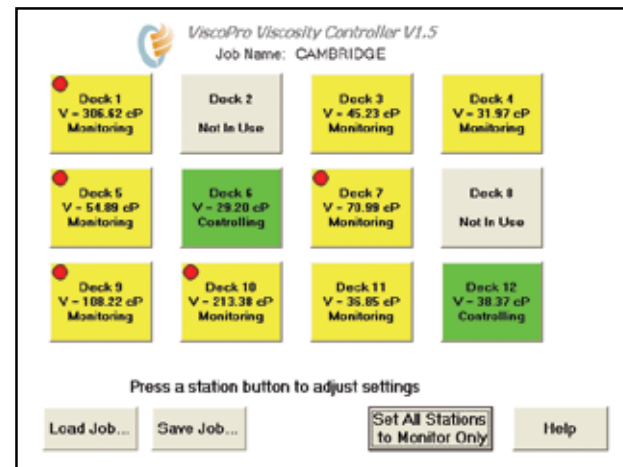 ViscoPro Viscosity Controller V1.5
Job Name: CAMBRIDGE
Deck 1
V = 306.62 cP
Monitoring
Deck 2
Not In Use
Deck 3
V = 45.23 cP
Monitoring
Deck 4
V = 31.97 cP
Monitoring
Deck 5
V = 54.89 cP
Monitoring
Deck 6
V = 29.20 cP
Controlling
Deck 7
V = 70.99 cP
Monitoring
Deck 8
Not In Use
Deck 9
V = 108.22 cP
Monitoring
Deck 10
V = 213.38 cP
Monitoring
Deck 11
V = 36.85 cP
Monitoring
Deck 12
V = 38.37 cP
Controlling
Press a station button to adjust settings
Load Job...
Save Job...
Set All Stations
to Monitor Only
Help